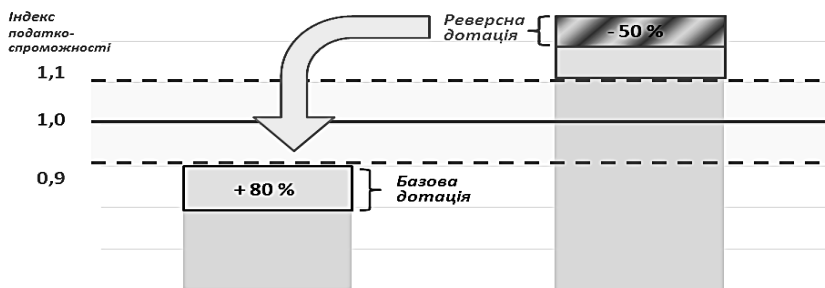 Індекс
податко-
спроможності
Реверсна
дотація
- 50 %
1,1
1,0
0,9
+ 80 %
Базова
дотація